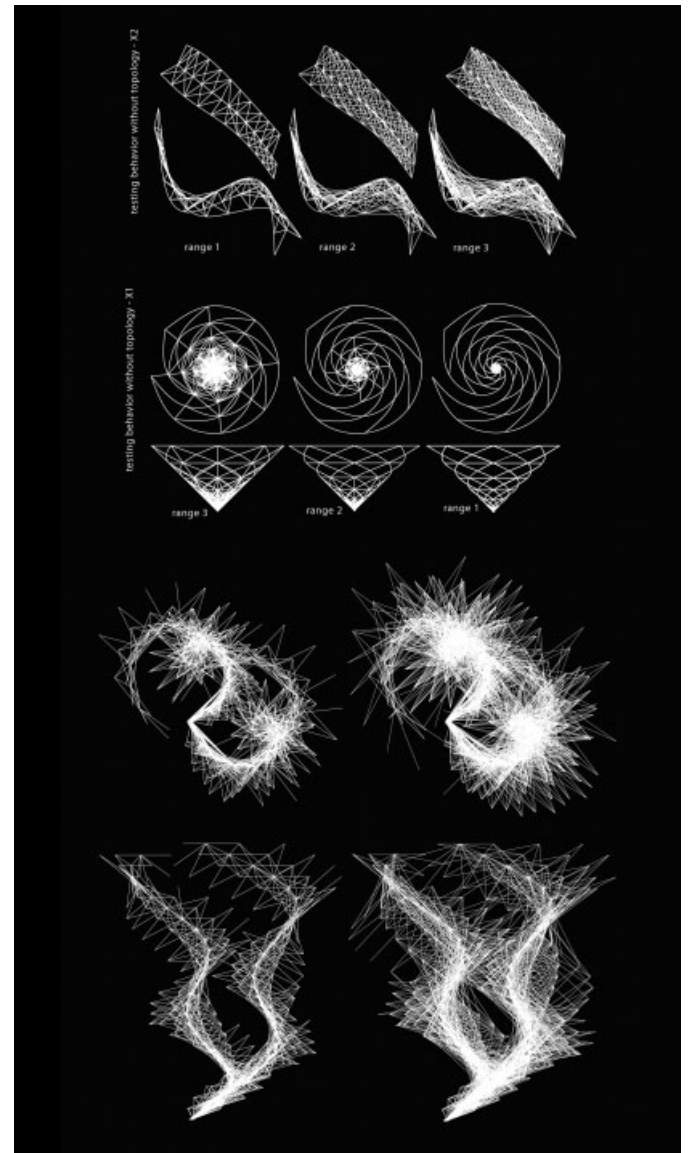 testing behavior without topology - X2
range 1
range 2
range 3
testing behavior without topology - X1
range 3
range 2
range 1